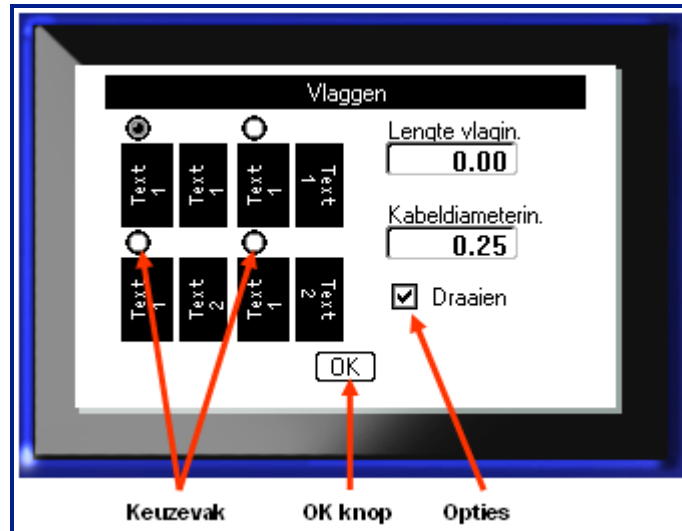 Vlaggen
Lengte vlagin.
0.00
Text 1
Text 1
Text 1
Text 1
Kabeldiameterin.
0.25
Text 1
Text 2
Text 1
Text 2
Draaien
OK
Keuzevak
OK knop
Opties